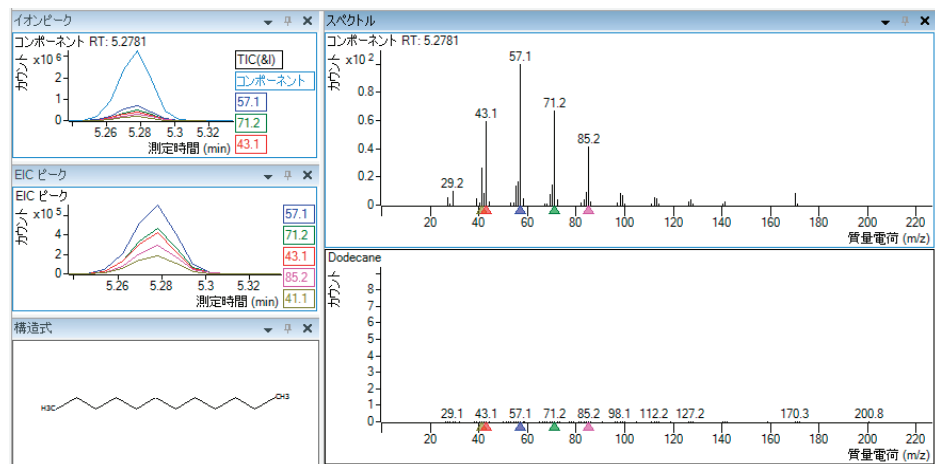 イオンピーク
コンポーネント RT: 5.2781
カウント
x10 6
2-
1-
0-
5.26 5.28 5.3 5.32
測定時間 (min)
TIC(&I)
コンポーネント
57.1
71.2
43.1
EIC ピーク
EIC ピーク
カウント
x10 5
4-
2-
0-
5.26 5.28 5.3 5.32
測定時間 (min)
57.1
71.2
43.1
85.2
41.1
構造式
H3C
CH3
スペクトル
コンポーネント RT: 5.2781
カウント
x10 2
57.1
0.8-
71.2
43.1
0.6-
85.2
0.4-
0.2-
29.2
0-
20 40 60 80 100 120 140 160 180 200 220
質量電荷 (m/z)
Dodecane
カウント
8-
7-
6-
5-
4-
3-
2-
1-
0-
29.1 43.1 57.1 71.2 85.2 98.1 112.2 127.2 170.3 200.8
20 40 60 80 100 120 140 160 180 200 220
質量電荷 (m/z)